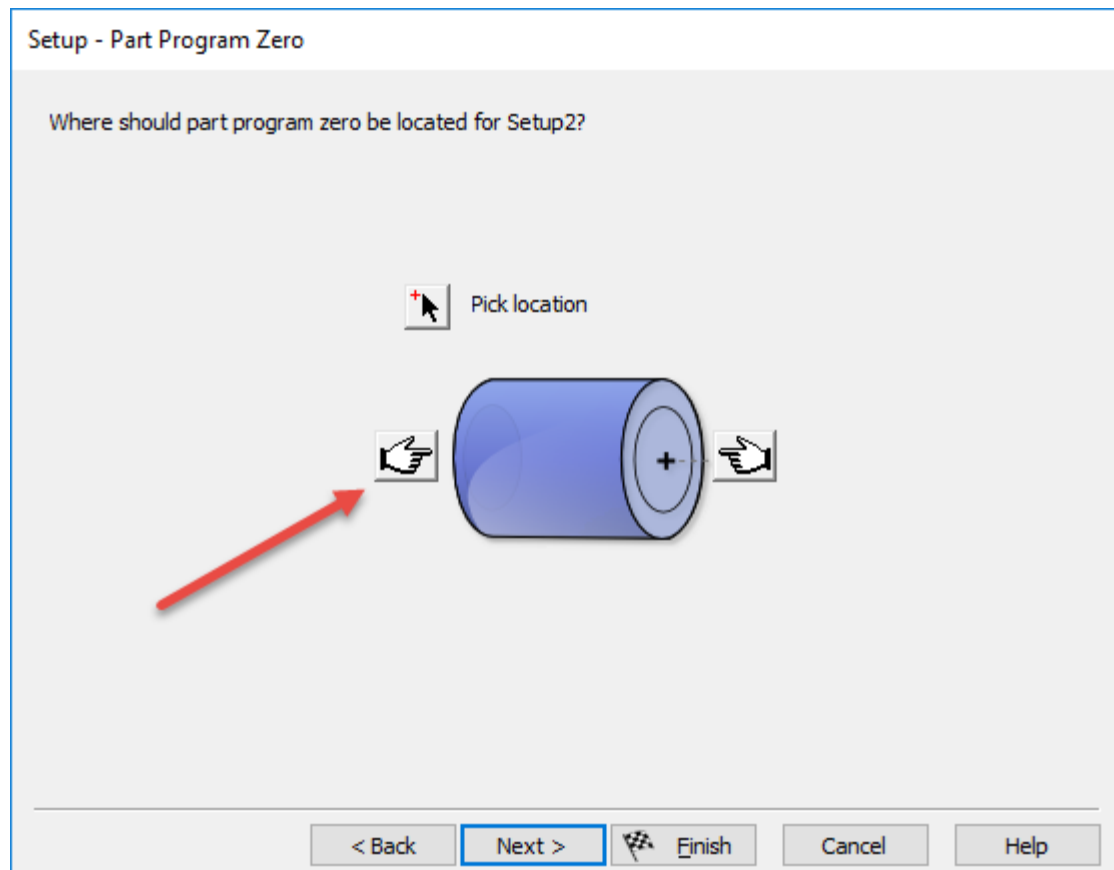 Setup - Part Program Zero
Where should part program zero be located for Setup2?
Pick location
< Back Next > Finish Cancel Help